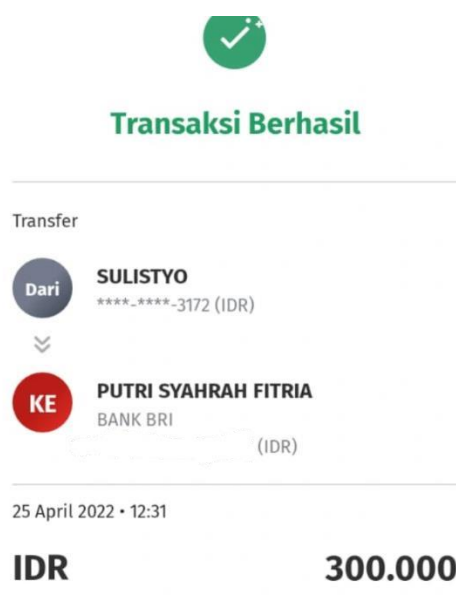 Transaksi Berhasil
Transfer
Dari
SULISTYO
****-****-3172 (IDR)
KE
PUTRI SYAHRAH FITRIA
BANK BRI
(IDR)
25 April 2022 • 12:31
IDR 300.000